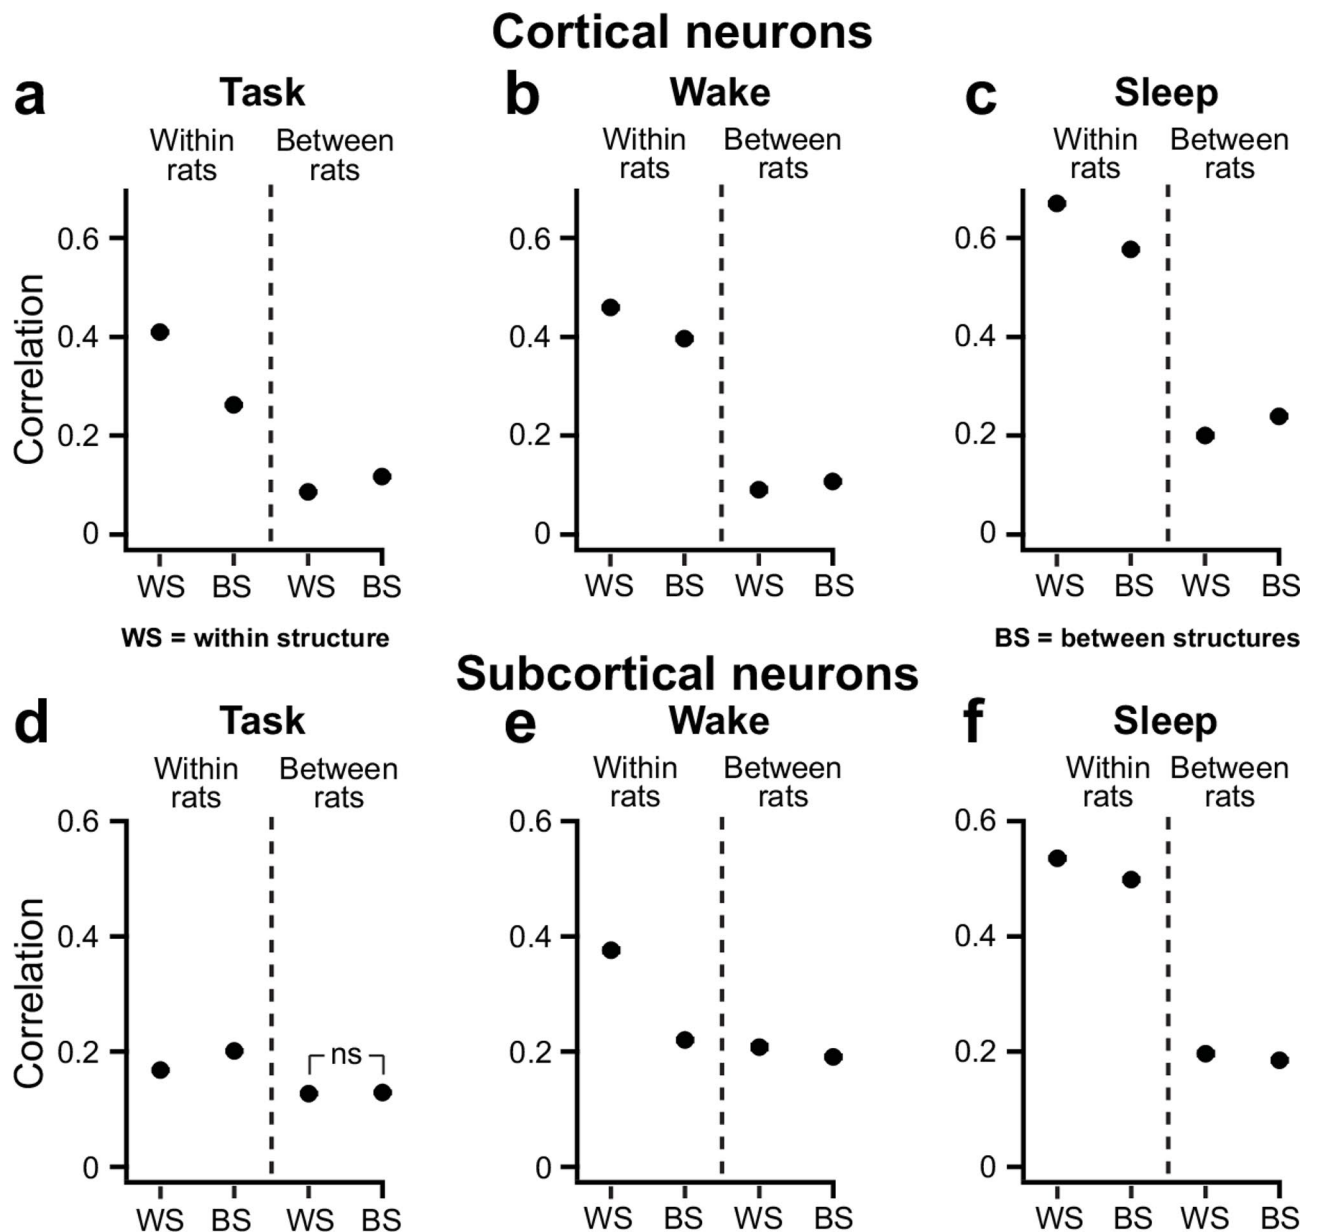 Cortical neurons
a Task
b Wake
c Sleep
Within rats Between rats
Within rats Between rats
Within rats Between rats
Correlation
0.6
0.4
0.2
0
WS BS WS BS
0.6
0.4
0.2
0
WS BS WS BS
0.6
0.4
0.2
0
WS BS WS BS
WS = within structure
BS = between structures
Subcortical neurons
d Task
e Wake
f Sleep
Within rats Between rats
Within rats Between rats
Within rats Between rats
Correlation
0.6
0.4
0.2
0
ns
WS BS WS BS
0.6
0.4
0.2
0
WS BS WS BS
0.6
0.4
0.2
0
WS BS WS BS